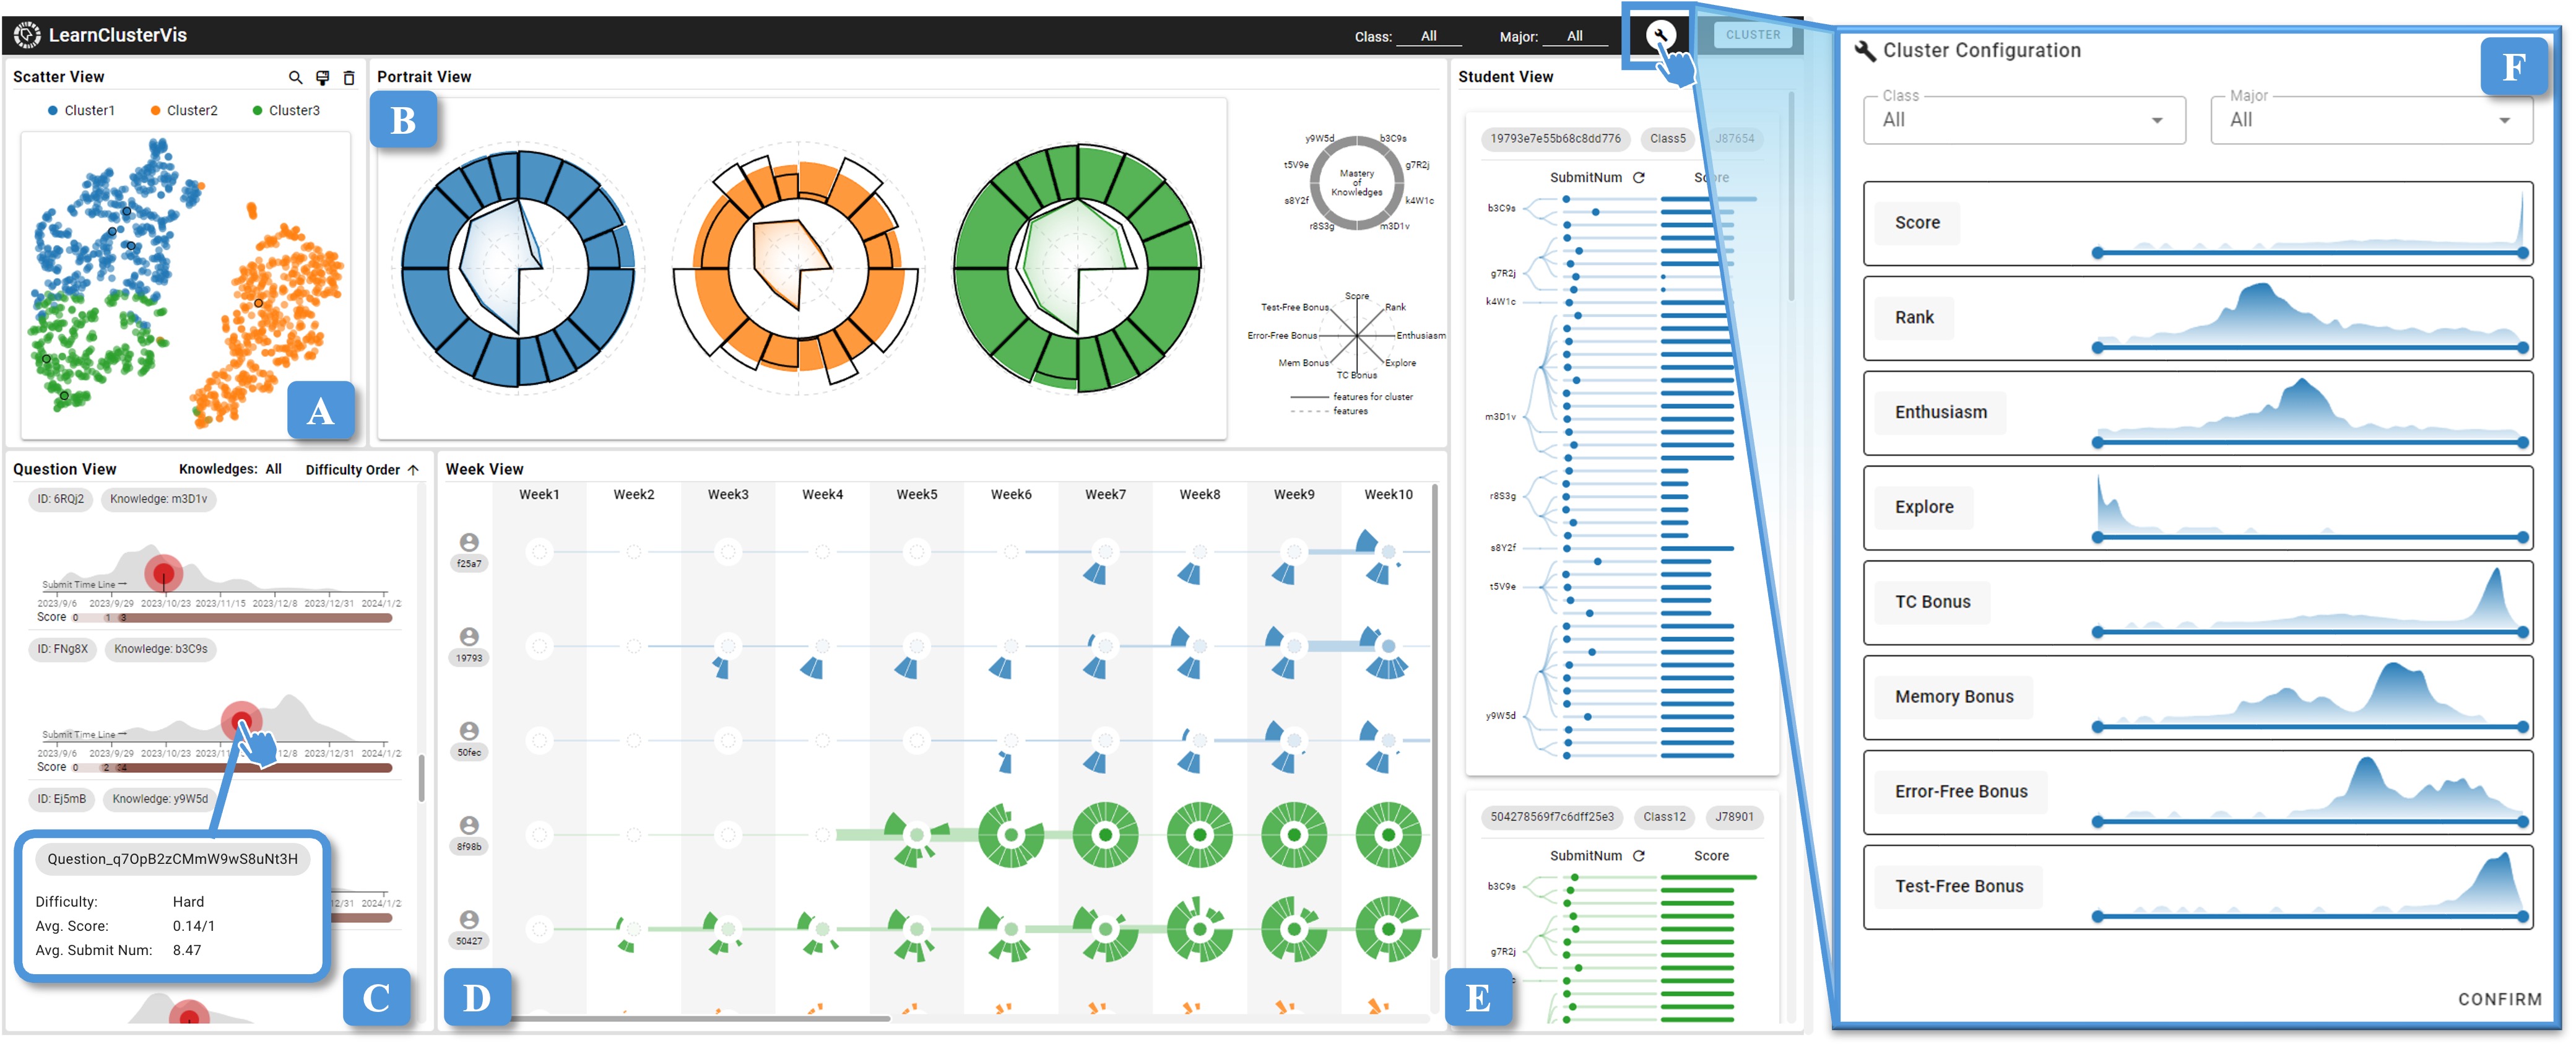 LearnClusterVis
Class: All
Major: All
CLUSTER
Scatter View
Cluster1
Cluster2
Cluster3
A
Portrait View
B
y9W5d
b3C9s
t5V9e
g7R2j
Mastery
of
Knowledges
s8Y2f
k4W1c
r8S3g
m3D1v
Score
Test-Free Bonus
Rank
Error-Free Bonus
Enthusiasm
Mem Bonus
Explore
TC Bonus
features for cluster
features
Question View
Knowledges: All
Difficulty Order
ID: 6RQj2
Knowledge: m3D1v
Submit Time Line
2023/9/6 2023/9/29 2023/10/23 2023/11/15 2023/12/8 2023/12/31 2024/1/2
Score 0 1 3
ID: FNg8X
Knowledge: b3C9s
Submit Time Line
2023/9/6 2023/9/29 2023/10/23 2023/11 12/8 2023/12/31 2024/1/2
Score 0 2
ID: Ej5mB
Knowledge: y9W5d
Question_q7OpB2zCMmW9wS8uNt3H
Difficulty: Hard
Avg. Score: 0.14/1
Avg. Submit Num: 8.47
12/31 2024/1/2
C
Week View
Week1 Week2 Week3 Week4 Week5 Week6 Week7 Week8 Week9 Week10
f25a7
19793
50fec
8f98b
50427
D
Student View
19793e7e55b68c8dd776
Class5
J87654
SubmitNum
Score
b3C9s
g7R2j
k4W1c
m3D1v
r8S3g
s8Y2f
t5V9e
y9W5d
504278569f7c6dff25e3
Class12
J78901
SubmitNum
Score
b3C9s
g7R2j
c
E
Cluster Configuration
F
Class
All
Major
All
Score
Rank
Enthusiasm
Explore
TC Bonus
Memory Bonus
Error-Free Bonus
Test-Free Bonus
CONFIRM